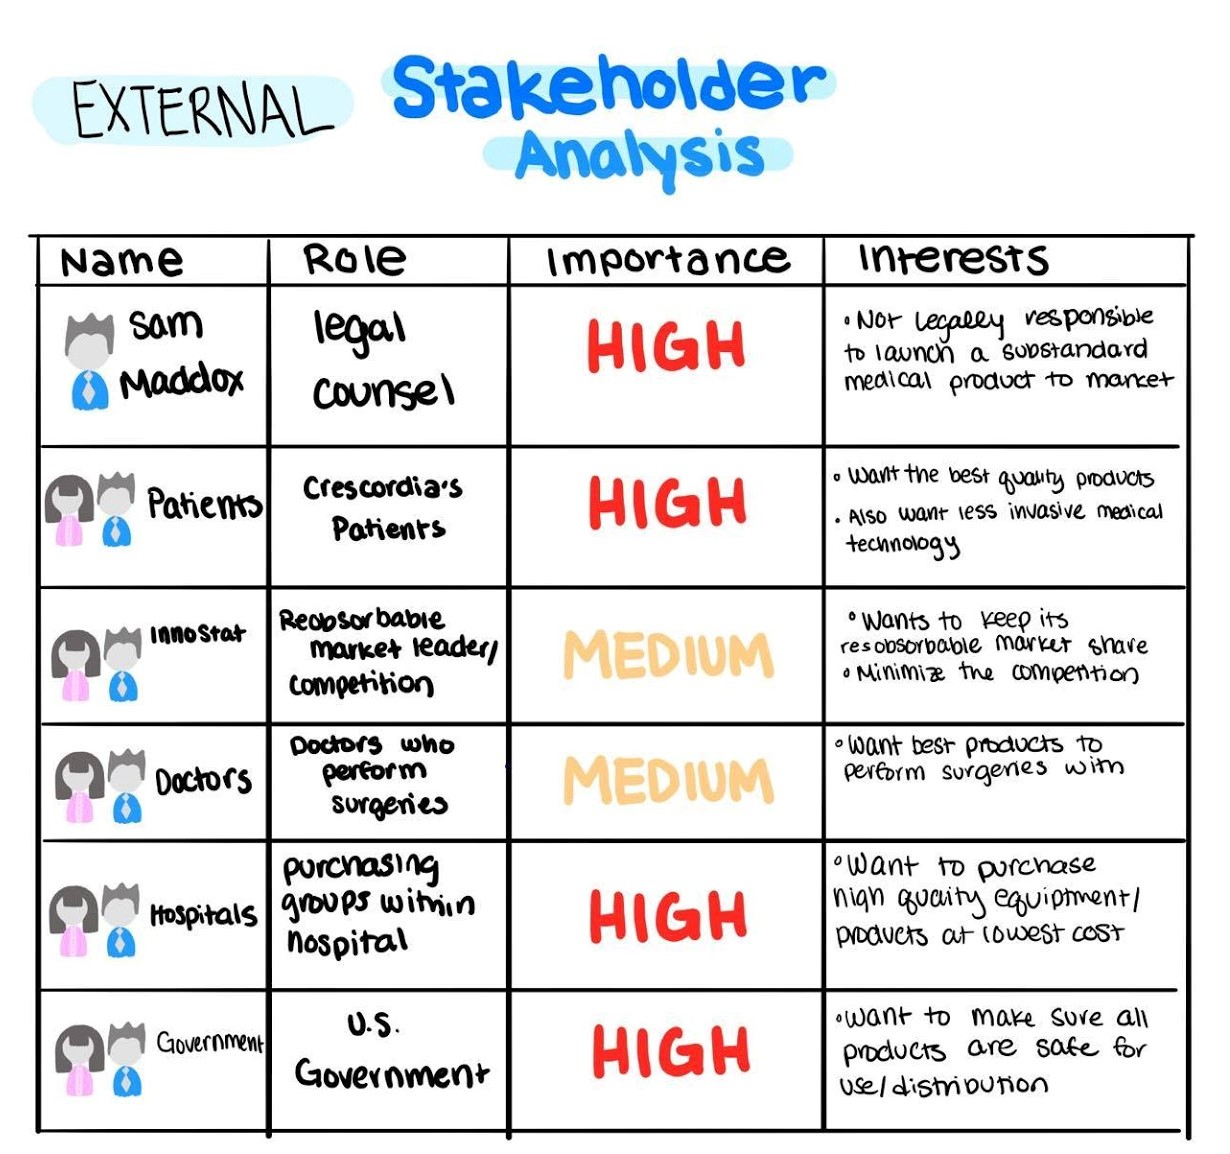 EXTERNAL Stakeholder
Analysis
Name Role Importance Interests
Sam
Maddox
legal
counsel
HIGH
• Not legally responsible
to launch a substandard
medical product to market
Patients
Crescordia's
Patients
HIGH
• Want the best quality products
• Also want less invasive medical
technology
InnoStat
Reobsorbable
market leader/
competition
MEDIUM
• Wants to keep its
resobsorbable market share
• Minimize the competition
Doctors
Doctors who
perform
surgeries
MEDIUM
• Want best products to
perform surgeries with
Hospitals
purchasing
groups within
hospital
HIGH
• Want to purchase
high quality equiptment/
products at lowest cost
Government
U.S.
Government
HIGH
• Want to make sure all
products are safe for
use/distribution